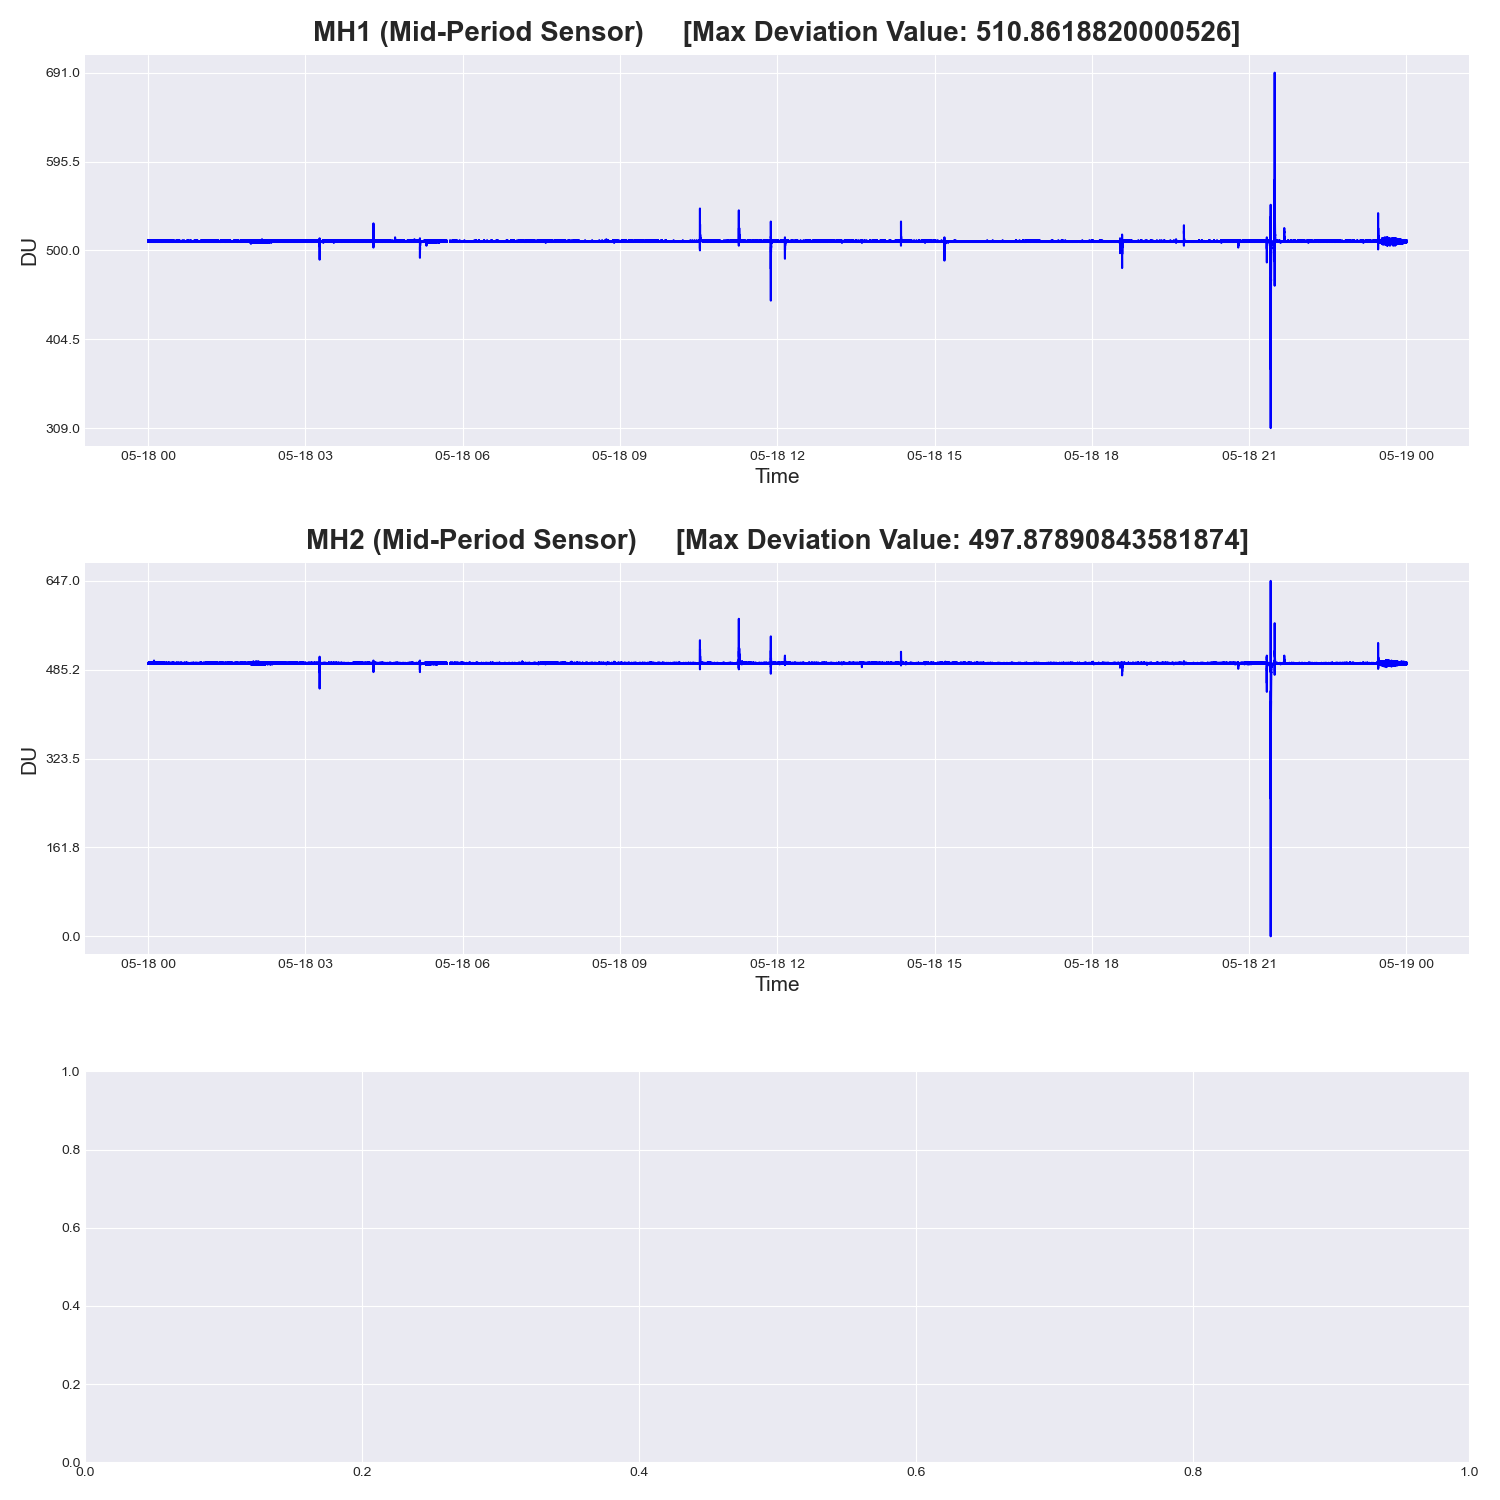 MH1 (Mid-Period Sensor) [Max Deviation Value: 510.8618820000526]
691.0
595.5
500.0
404.5
309.0
DU
05-18 00 05-18 03 05-18 06 05-18 09 05-18 12 05-18 15 05-18 18 05-18 21 05-19 00
Time
MH2 (Mid-Period Sensor) [Max Deviation Value: 497.87890843581874]
647.0
485.2
323.5
161.8
0.0
DU
05-18 00 05-18 03 05-18 06 05-18 09 05-18 12 05-18 15 05-18 18 05-18 21 05-19 00
Time
1.0
0.8
0.6
0.4
0.2
0.0
0.0 0.2 0.4 0.6 0.8 1.0